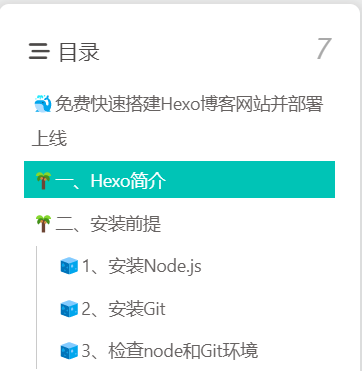 目录
7
免费快速搭建Hexo博客网站并部署
上线
一、Hexo简介
二、安装前提
1、安装Node.js
2、安装Git
3、检查node和Git环境